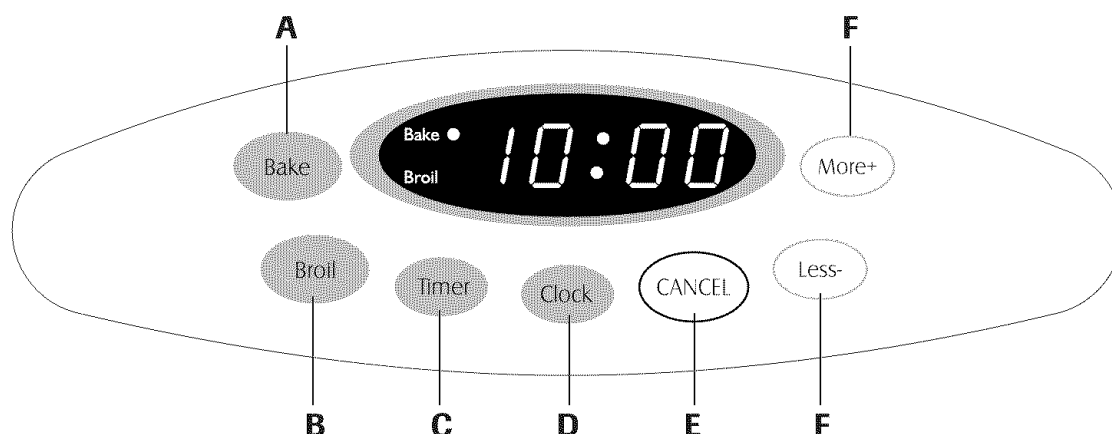 A F
Bake Bake 10:00 More+
Broil
Broil Timer Clock CANCEL Less-
B C D E F